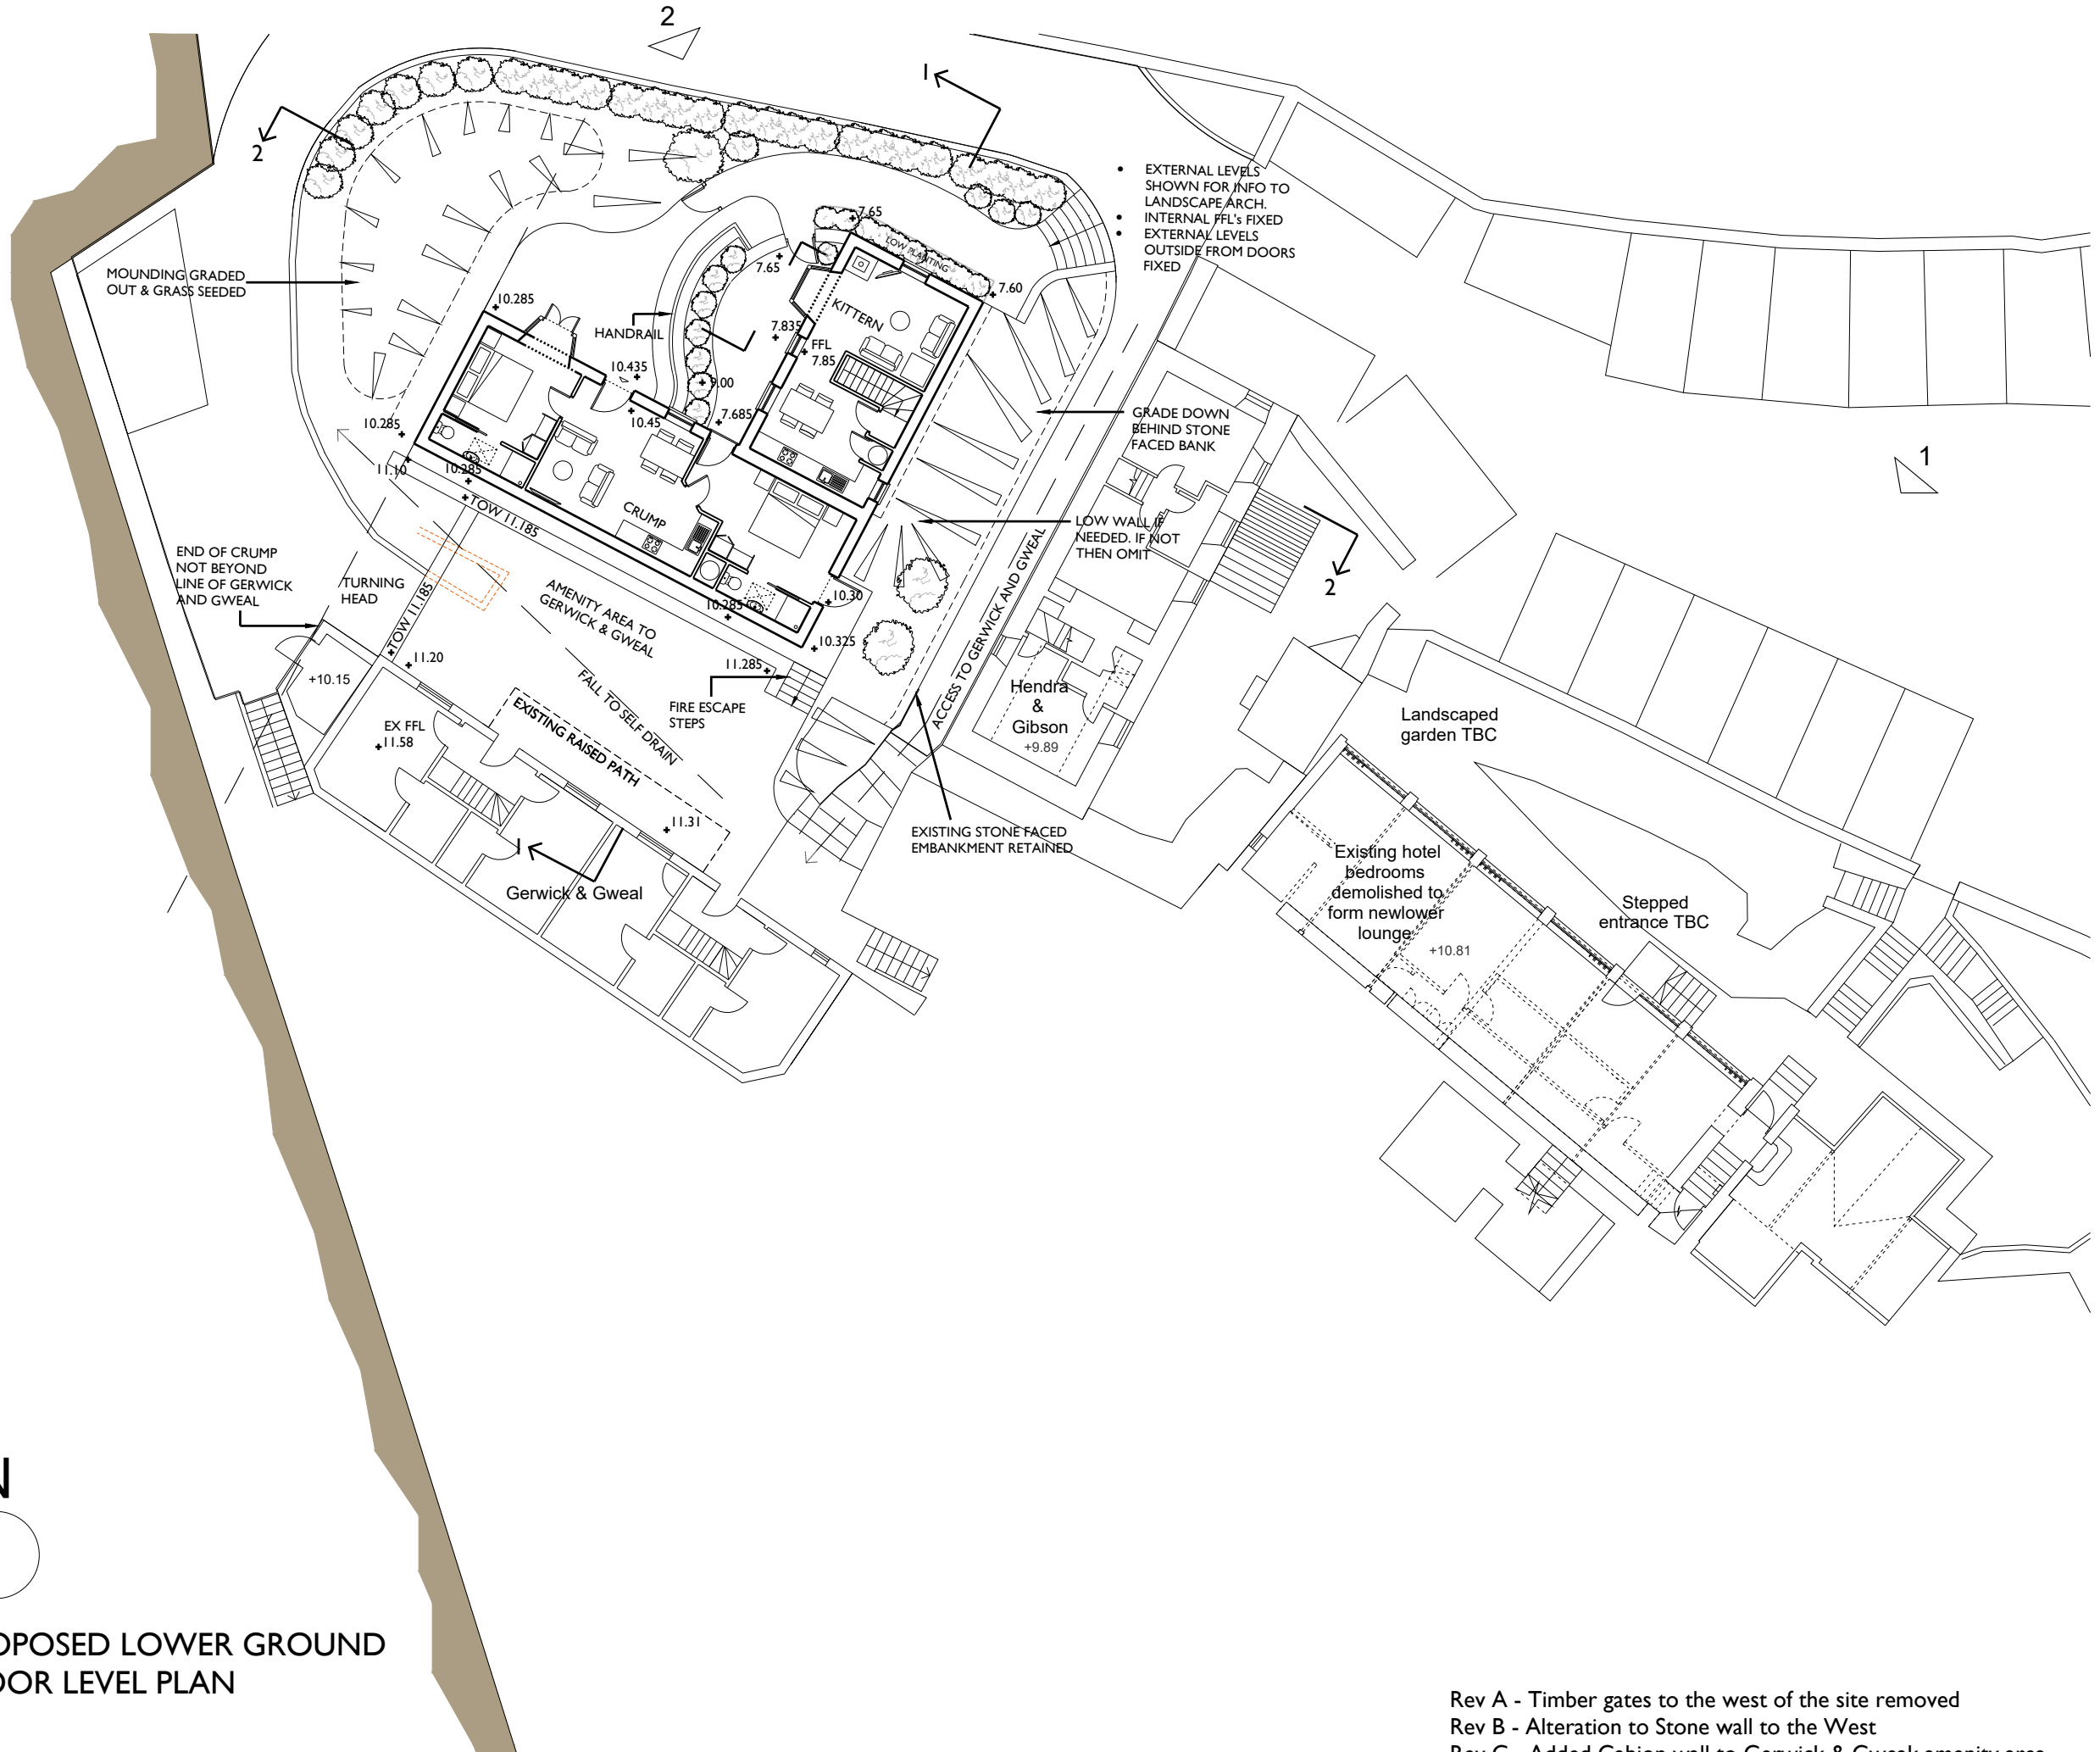 2
1
2
EXTERNAL LEVELS
SHOWN FOR INFO TO
LANDSCAPE ARCH.
INTERNAL FFL's FIXED
EXTERNAL LEVELS
OUTSIDE FROM DOORS
FIXED
MOUNDING GRADED
OUT & GRASS SEEDED
7.65
LOW PLANTING
7.65
7.60
10.285
HANDRAIL
KITTERN
7.835
FFL
7.85
10.435
9.00
10.45
7.685
10.285
11.10
10.285
TOW 11.185
CRUMP
GRADE DOWN
BEHIND STONE
FACED BANK
1
LOW WALL IF
NEEDED. IF NOT
THEN OMIT
2
END OF CRUMP
NOT BEYOND
LINE OF GERWICK
AND GWEAL
TURNING
HEAD
TOW 11.185
AMENITY AREA TO
GERWICK & GWEAL
10.285
10.30
10.325
11.20
11.285
+10.15
FALL TO SELF DRAIN
FIRE ESCAPE
STEPS
ACCESS TO GERWICK AND GWEAL
Hendra
&
Gibson
+9.89
EX FFL
11.58
EXISTING RAISED PATH
11.31
1
Gerwick & Gweal
EXISTING STONE FACED
EMBANKMENT RETAINED
Landscaped
garden TBC
Existing hotel
bedrooms
demolished to
form newlower
lounge
+10.81
Stepped
entrance TBC
N
OPOSED LOWER GROUND
OOR LEVEL PLAN
Rev A - Timber gates to the west of the site removed
Rev B - Alteration to Stone wall to the West
Rev C - Added Gabion wall to Gerwick & Gweak amenity area